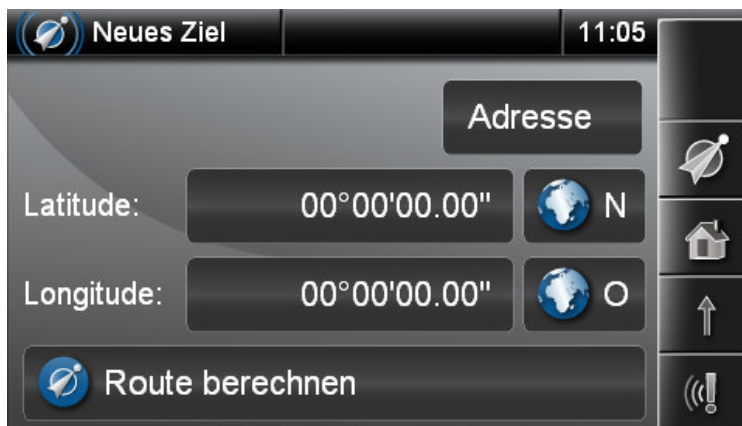 Neues Ziel 11:05
Adresse
Latitude: 00°00'00.00" N
Longitude: 00°00'00.00" O
Route berechnen